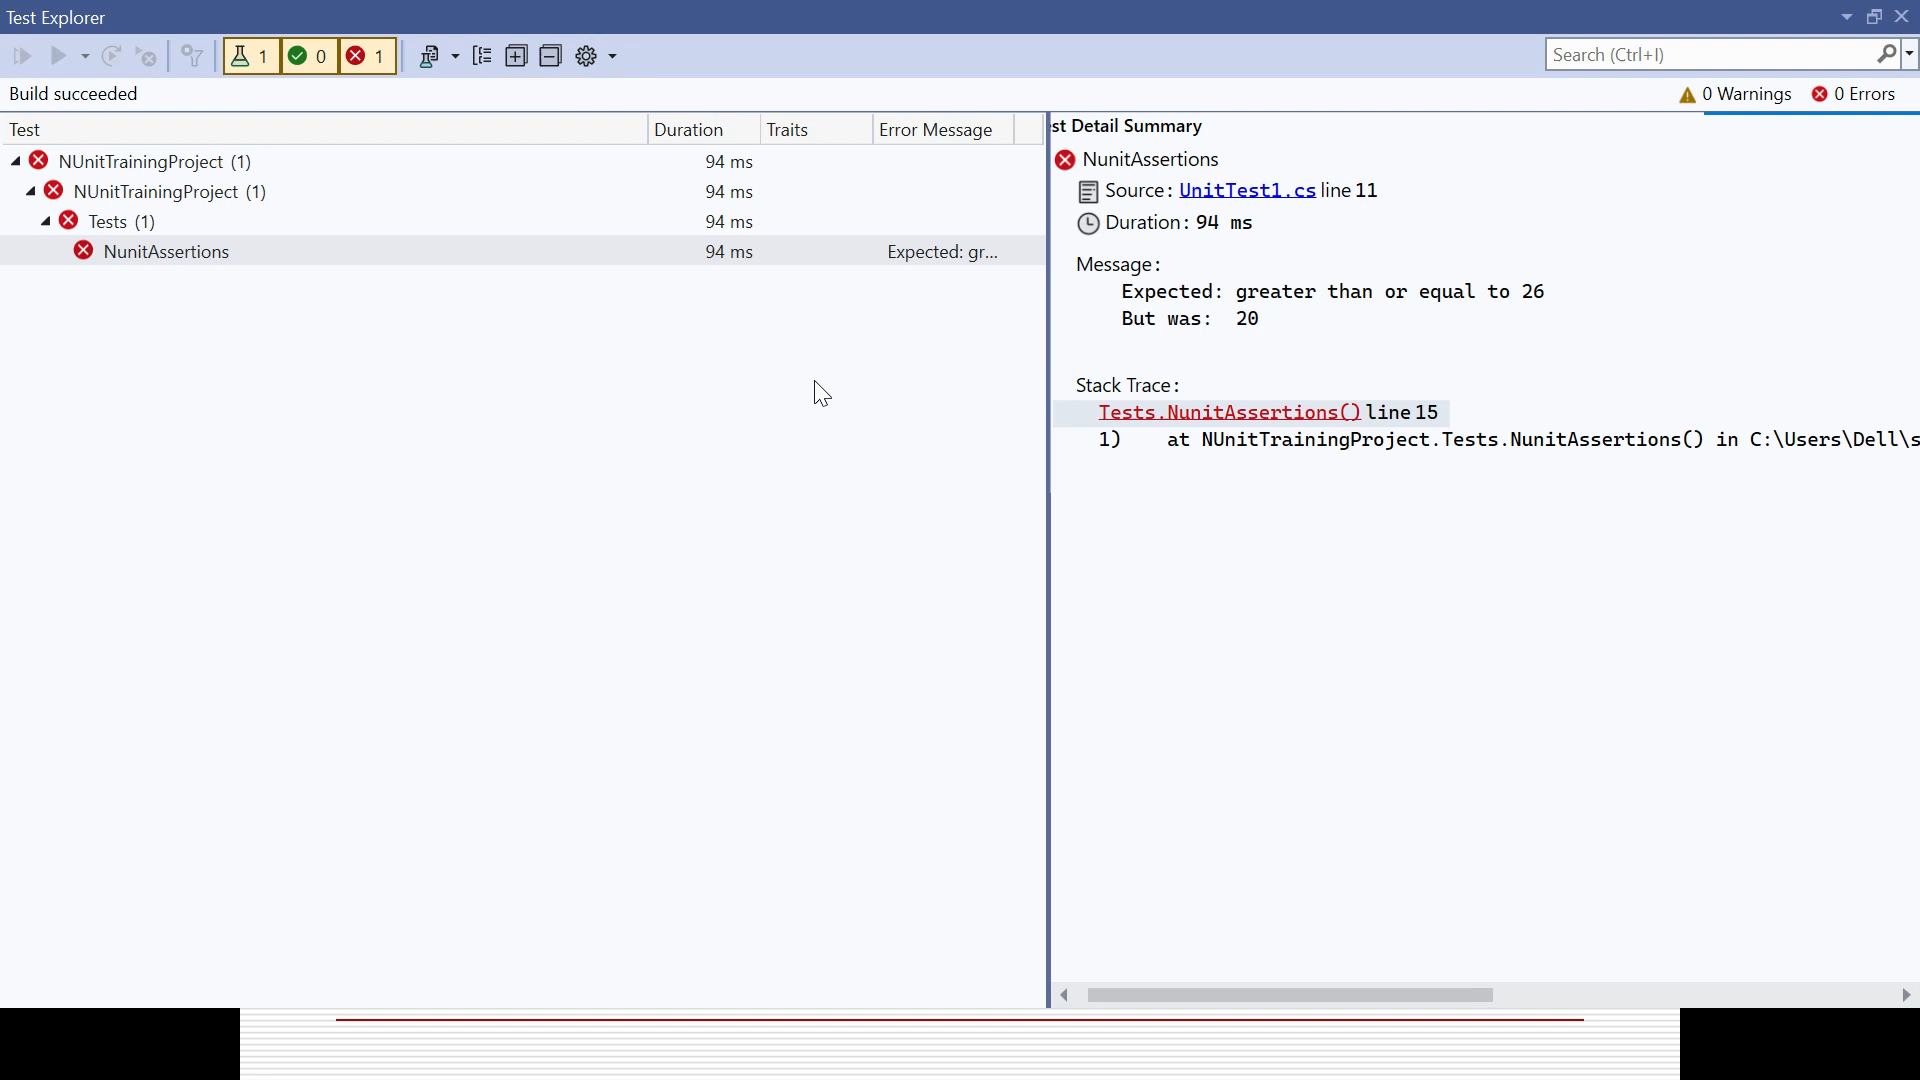 Test Explorer
1 0 1
Search (Ctrl+I)
Build succeeded
0 Warnings 0 Errors
Test Duration Traits Error Message
NUnitTrainingProject (1) 94 ms
NUnitTrainingProject (1) 94 ms
Tests (1) 94 ms
NunitAssertions 94 ms Expected: gr...
st Detail Summary
NunitAssertions
Source: UnitTest1.cs line 11
Duration: 94 ms
Message:
Expected: greater than or equal to 26
But was: 20
Stack Trace:
Tests.NunitAssertions() line 15
1) at NUnitTrainingProject.Tests.NunitAssertions() in C:\Users\Dell\s